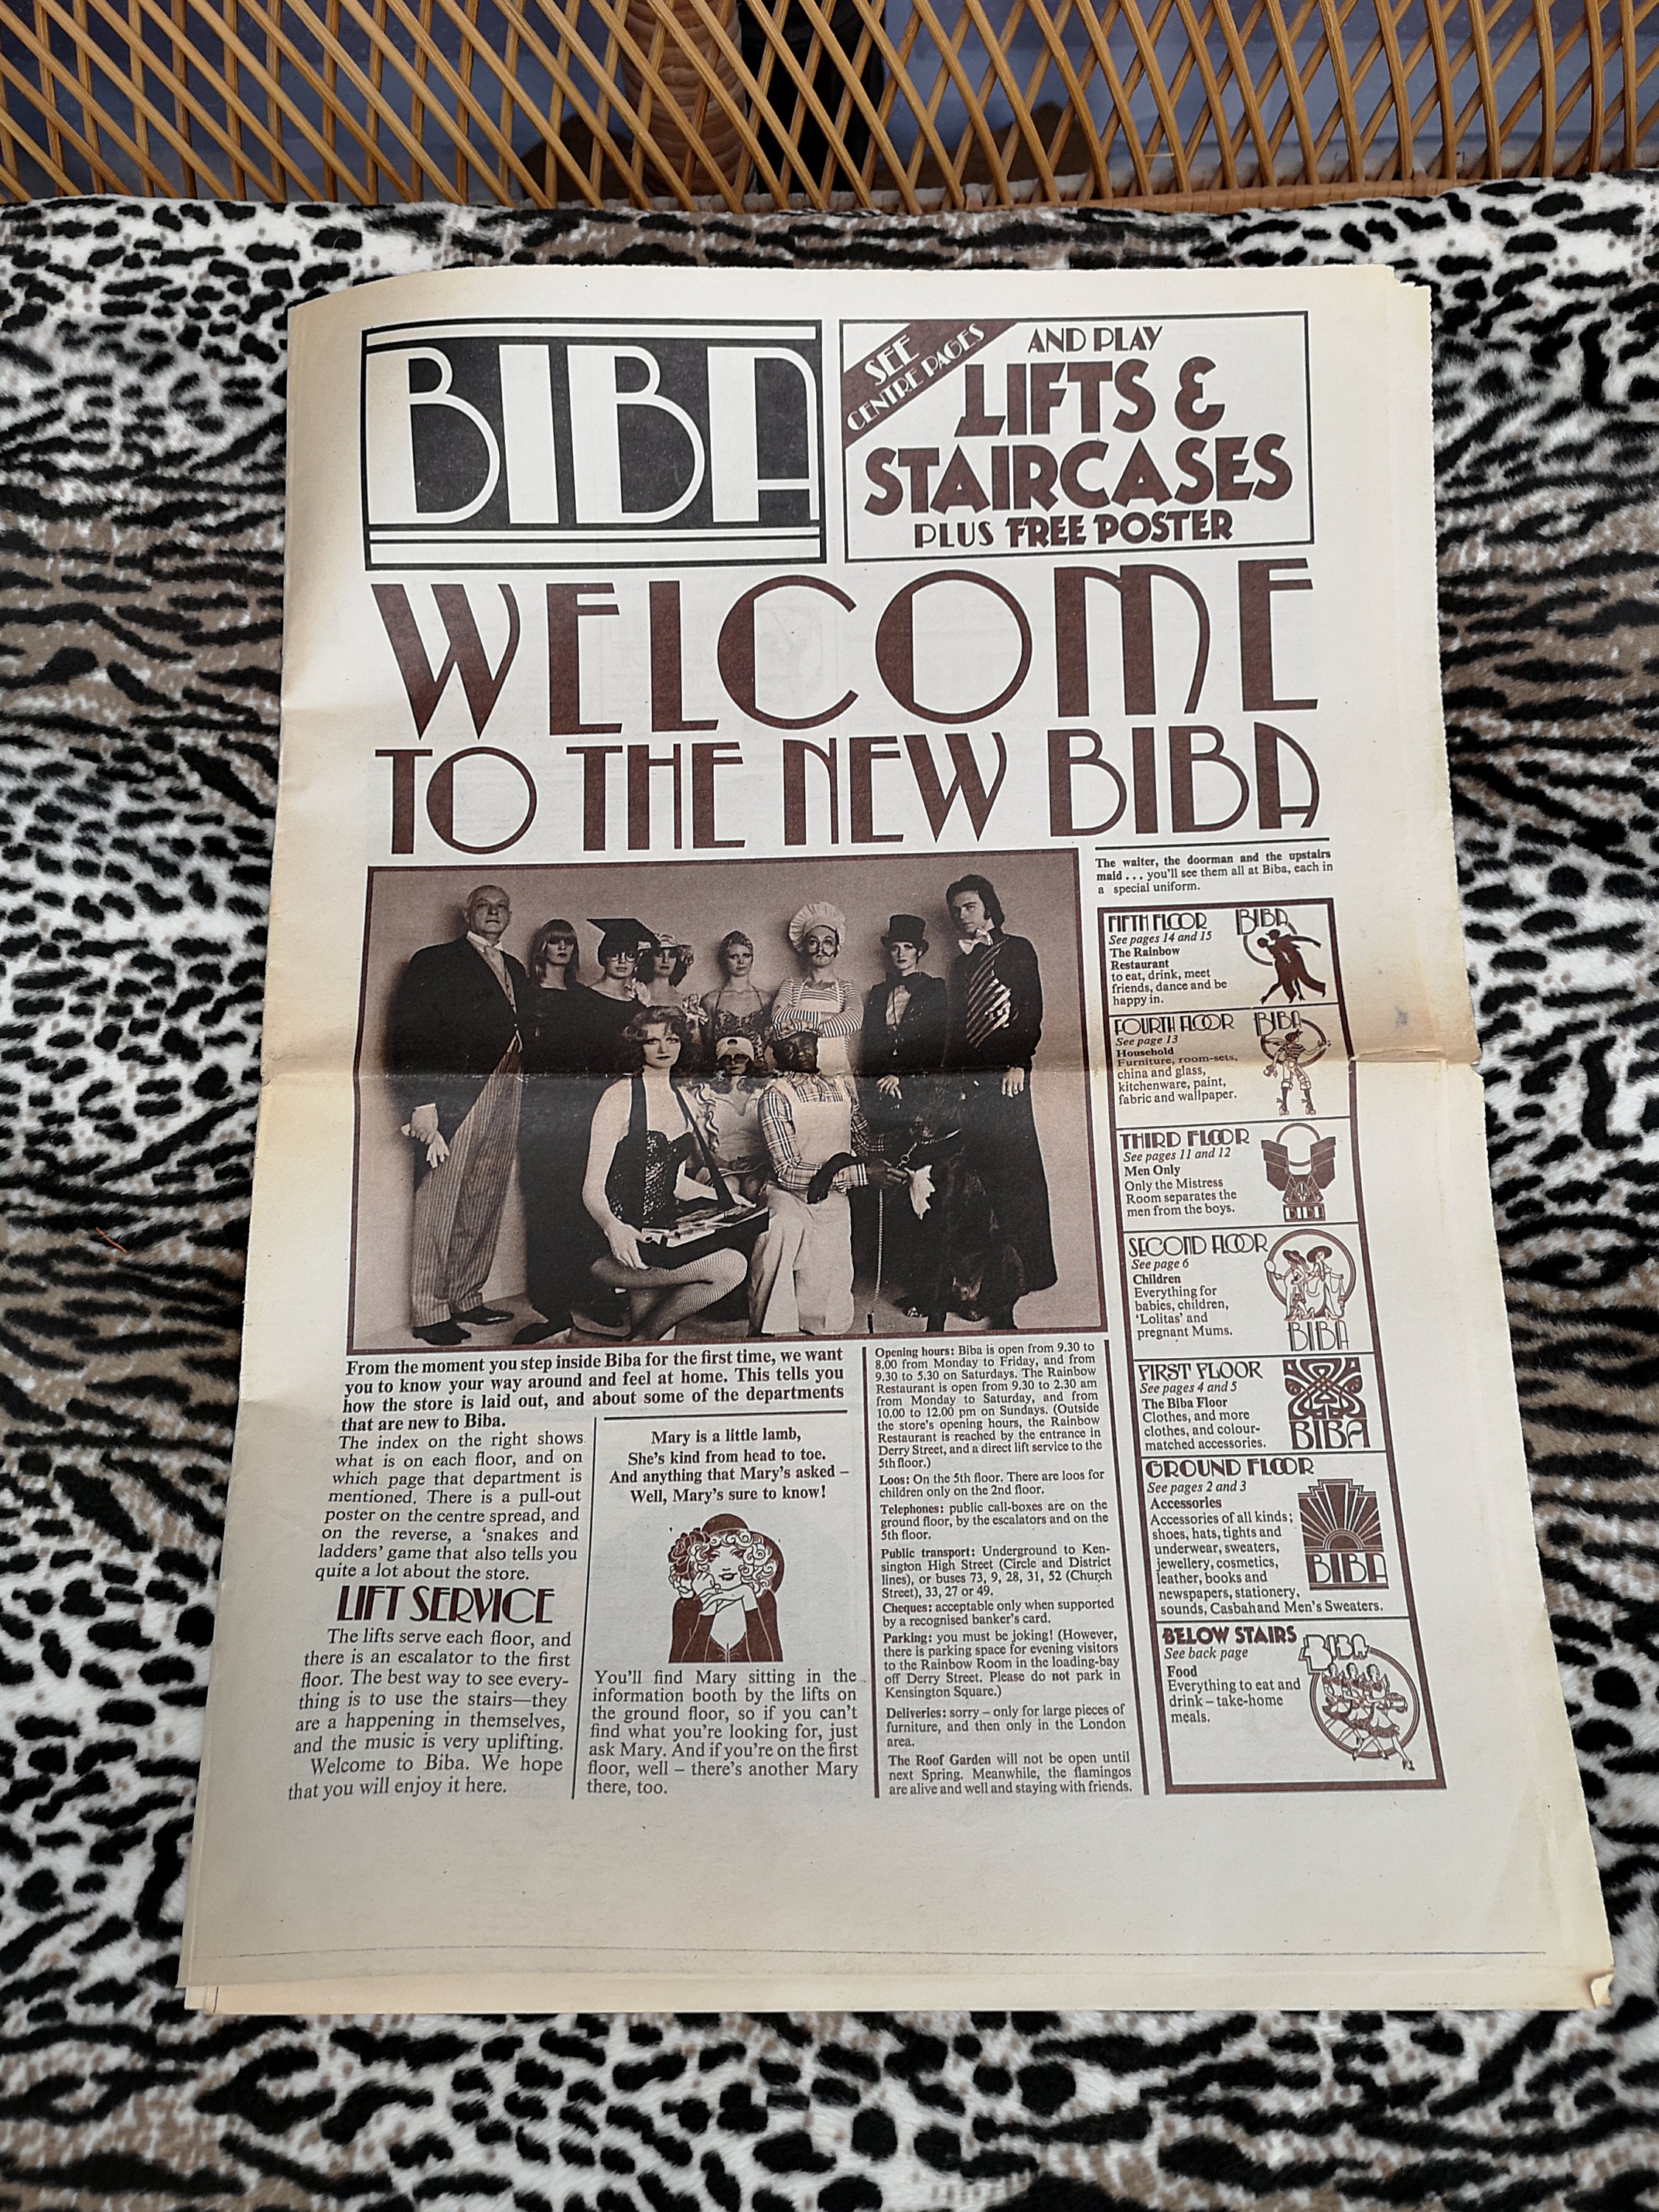 BIBA
SEE
CENTRE PAGES
AND PLAY
LIFTS &
STAIRCASES
PLUS FREE POSTER
WELCOME
TO THE NEW BIBA
The waiter, the doorman and the upstairs
maid . . . you'll see them all at Biba, each in
a special uniform.
From the moment you step inside Biba for the first time, we want
you to know your way around and feel at home. This tells you
how the store is laid out, and about some of the departments
that are new to Biba.
The index on the right shows
what is on each floor, and on
which page that department is
mentioned. There is a pull-out
poster on the centre spread, and
on the reverse, a 'snakes and
ladders' game that also tells you
quite a lot about the store.
LIFT SERVICE
The lifts serve each floor, and
there is an escalator to the first
floor. The best way to see every-
thing is to use the stairs—they
are a happening in themselves,
and the music is very uplifting.
Welcome to Biba. We hope
that you will enjoy it here.
Mary is a little lamb,
She's kind from head to toe.
And anything that Mary's asked –
Well, Mary's sure to know!
You'll find Mary sitting in the
information booth by the lifts on
the ground floor, so if you can't
find what you're looking for, just
ask Mary. And if you're on the first
floor, well – there's another Mary
there, too.
Opening hours: Biba is open from 9.30 to
8.00 from Monday to Friday, and from
9.30 to 5.30 on Saturdays. The Rainbow
Restaurant is open from 9.30 to 2.30 am
from Monday to Saturday, and from
10.00 to 12.00 pm on Sundays. (Outside
the store's opening hours, the Rainbow
Restaurant is reached by the entrance in
Derry Street, and a direct lift service to the
5th floor.)
Loos: On the 5th floor. There are loos for
children only on the 2nd floor.
Telephones: public call-boxes are on the
ground floor, by the escalators and on the
5th floor.
Public transport: Underground to Ken-
sington High Street (Circle and District
lines), or buses 73, 9, 28, 31, 52 (Church
Street), 33, 27 or 49.
Cheques: acceptable only when supported
by a recognised banker's card.
Parking: you must be joking! (However,
there is parking space for evening visitors
to the Rainbow Room in the loading-bay
off Derry Street. Please do not park in
Kensington Square.)
Deliveries: sorry – only for large pieces of
furniture, and then only in the London
area.
The Roof Garden will not be open until
next Spring. Meanwhile, the flamingos
are alive and well and staying with friends.
FIFTH FLOOR
See pages 14 and 15
The Rainbow
Restaurant
to eat, drink, meet
friends, dance and be
happy in.
BIBA
FOURTH FLOOR
See page 13
Household
Furniture, room-sets,
china and glass,
kitchenware, paint,
fabric and wallpaper.
BIBA
THIRD FLOOR
See pages 11 and 12
Men Only
Only the Mistress
Room separates the
men from the boys.
BIBA
SECOND FLOOR
See page 6
Children
Everything for
babies, children,
'Lolitas' and
pregnant Mums.
BIBA
FIRST FLOOR
See pages 4 and 5
The Biba Floor
Clothes, and more
clothes, and colour-
matched accessories.
BIBA
GROUND FLOOR
See pages 2 and 3
Accessories
Accessories of all kinds;
shoes, hats, tights and
underwear, sweaters,
jewellery, cosmetics,
leather, books and
newspapers, stationery,
sounds, Casbah and Men's Sweaters.
BIBA
BELOW STAIRS
See back page
Food
Everything to eat and
drink – take-home
meals.
BIBA